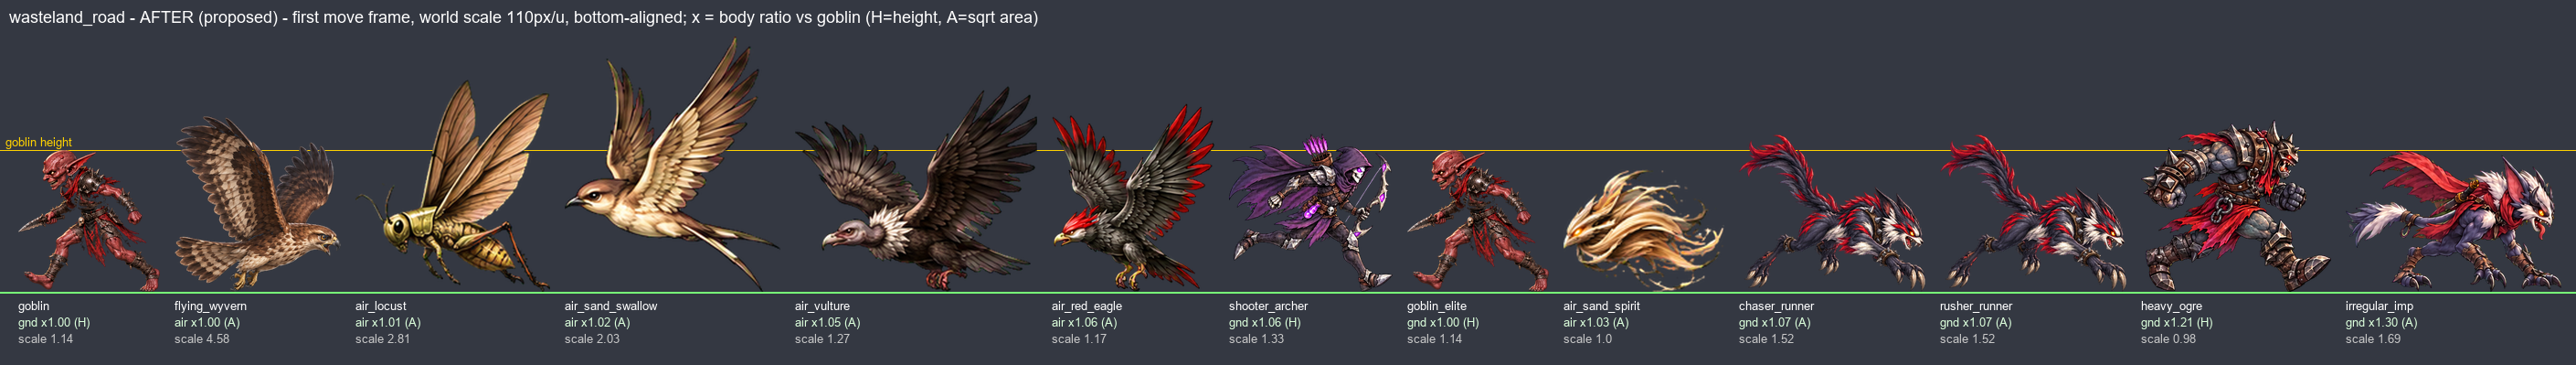 wasteland_road - AFTER (proposed) - first move frame, world scale 110px/u, bottom-aligned; x = body ratio vs goblin (H=height, A=sqrt area)
goblin height
goblin
gnd x1.00 (H)
scale 1.14
flying_wyvern
air x1.00 (A)
scale 4.58
air_locust
air x1.01 (A)
scale 2.81
air_sand_swallow
air x1.02 (A)
scale 2.03
air_vulture
air x1.05 (A)
scale 1.27
air_red_eagle
air x1.06 (A)
scale 1.17
shooter_archer
gnd x1.06 (H)
scale 1.33
goblin_elite
gnd x1.00 (H)
scale 1.14
air_sand_spirit
air x1.03 (A)
scale 1.0
chaser_runner
gnd x1.07 (A)
scale 1.52
rusher_runner
gnd x1.07 (A)
scale 1.52
heavy_ogre
gnd x1.21 (H)
scale 0.98
irregular_imp
gnd x1.30 (A)
scale 1.69